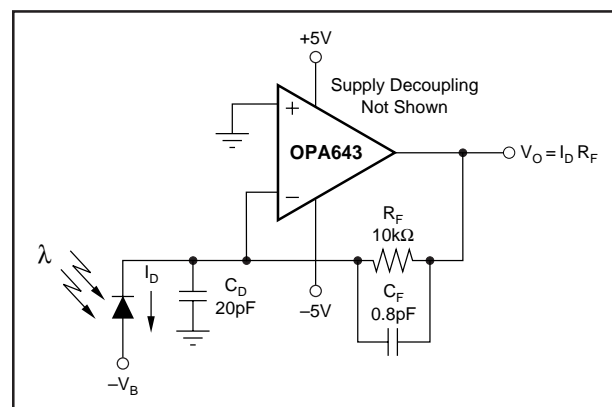 +5V
Supply Decoupling
Not Shown
+
OPA643
V_O = I_D R_F
−
R_F
10kΩ
λ
I_D
C_D
20pF
−5V
C_F
0.8pF
−V_B